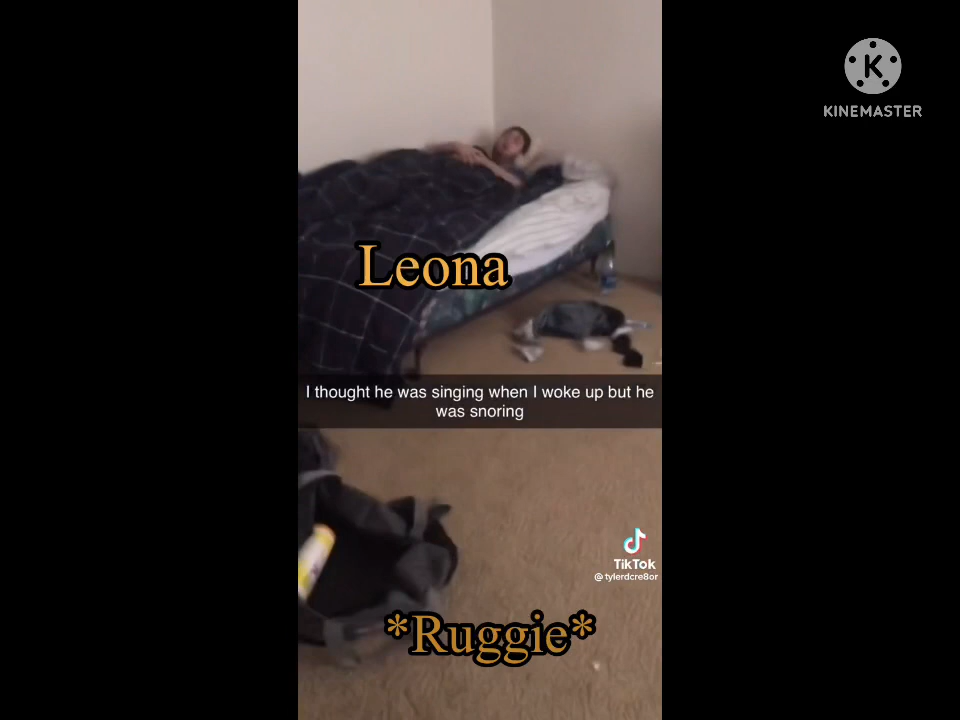 KINEMASTER
Leona
I thought he was singing when I woke up but he
was snoring
TikTok
@tylerdcre8or
*Ruggie*